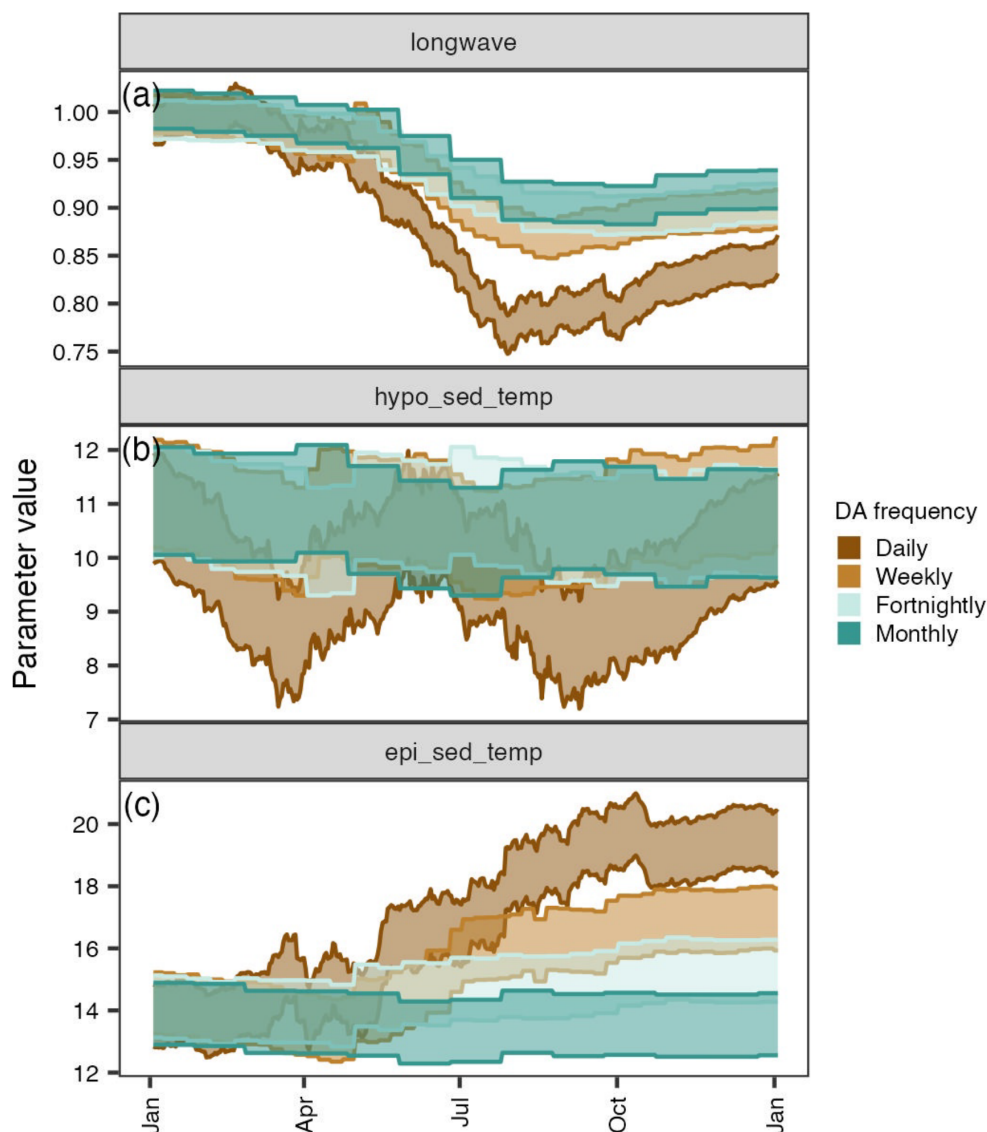 longwave
(a)
1.00
0.95
0.90
0.85
0.80
0.75
hypo_sed_temp
(b)
12
11
10
9
8
7
Parameter value
DA frequency
Daily
Weekly
Fortnightly
Monthly
epi_sed_temp
(c)
20
18
16
14
12
Jan
Apr
Jul
Oct
Jan